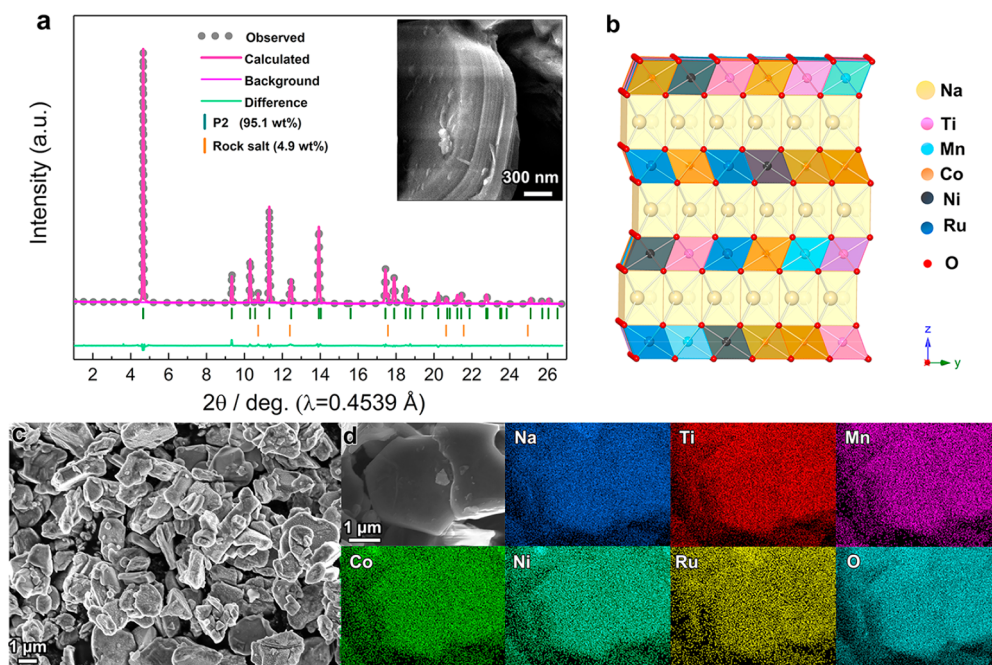 a
Intensity (a.u.)
Observed
Calculated
Background
Difference
P2 (95.1 wt%)
Rock salt (4.9 wt%)
300 nm
2 4 6 8 10 12 14 16 18 20 22 24 26
2θ / deg. (λ=0.4539 Å)
b
Na
Ti
Mn
Co
Ni
Ru
O
z
y
c
1 μm
d
1 μm
Na
Ti
Mn
Co
Ni
Ru
O